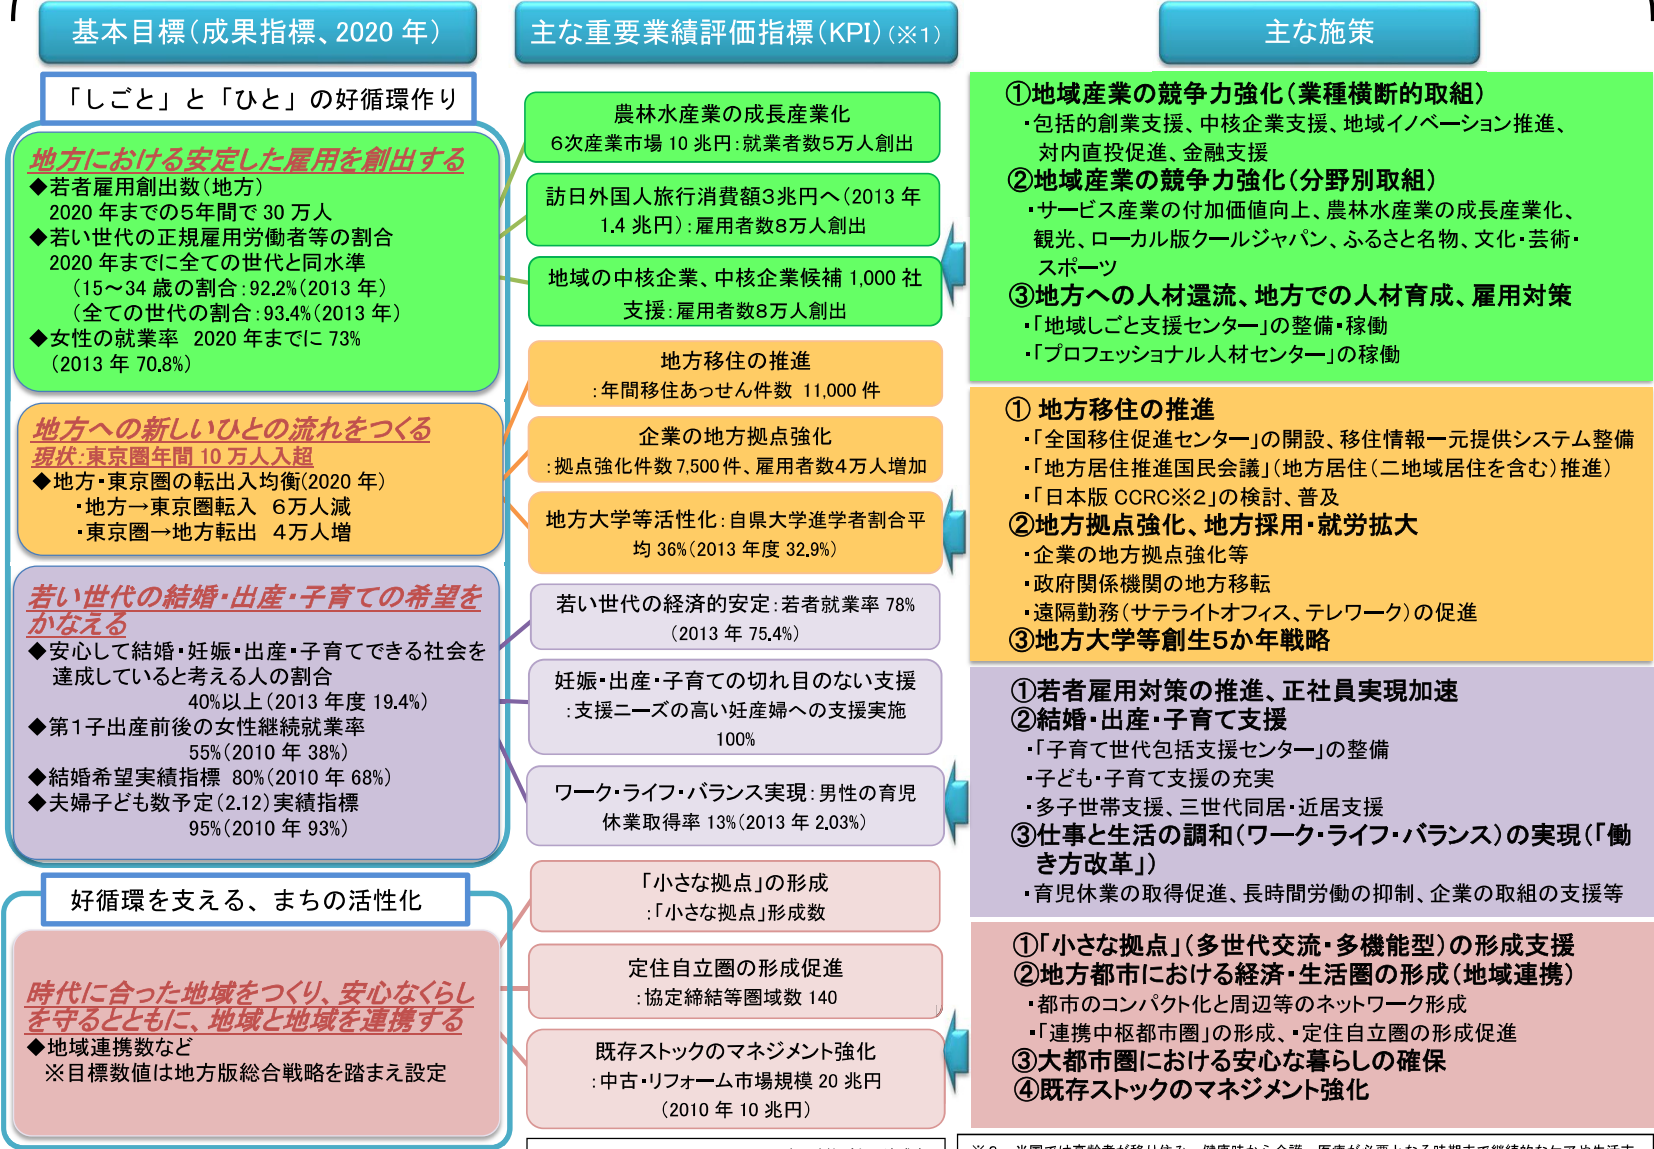 基本目標(成果指標、2020 年)
主な重要業績評価指標(KPI)(※1)
主な施策
「しごと」と「ひと」の好循環作り
地方における安定した雇用を創出する
◆若者雇用創出数(地方)
2020 年までの5年間で 30 万人
◆若い世代の正規雇用労働者等の割合
2020 年までに全ての世代と同水準
(15～34 歳の割合:92.2%(2013 年)
(全ての世代の割合:93.4%(2013 年)
◆女性の就業率 2020 年までに 73%
(2013 年 70.8%)
地方への新しいひとの流れをつくる
現状:東京圏年間 10 万人入超
◆地方・東京圏の転出入均衡(2020 年)
・地方→東京圏転入 6万人減
・東京圏→地方転出 4万人増
若い世代の結婚・出産・子育ての希望を
かなえる
◆安心して結婚・妊娠・出産・子育てできる社会を
達成していると考える人の割合
40%以上(2013 年度 19.4%)
◆第1子出産前後の女性継続就業率
55%(2010 年 38%)
◆結婚希望実績指標 80%(2010 年 68%)
◆夫婦子ども数予定(2.12)実績指標
95%(2010 年 93%)
好循環を支える、まちの活性化
時代に合った地域をつくり、安心なくらし
を守るとともに、地域と地域を連携する
◆地域連携数など
※目標数値は地方版総合戦略を踏まえ設定
農林水産業の成長産業化
6次産業市場 10 兆円:就業者数5万人創出
訪日外国人旅行消費額3兆円へ(2013 年
1.4 兆円):雇用者数8万人創出
地域の中核企業、中核企業候補 1,000 社
支援:雇用者数8万人創出
地方移住の推進
:年間移住あっせん件数 11,000 件
企業の地方拠点強化
:拠点強化件数 7,500 件、雇用者数4万人増加
地方大学等活性化:自県大学進学者割合平
均 36%(2013 年度 32.9%)
若い世代の経済的安定:若者就業率 78%
(2013 年 75.4%)
妊娠・出産・子育ての切れ目のない支援
:支援ニーズの高い妊産婦への支援実施
100%
ワーク・ライフ・バランス実現:男性の育児
休業取得率 13%(2013 年 2.03%)
「小さな拠点」の形成
:「小さな拠点」形成数
定住自立圏の形成促進
:協定締結等圏域数 140
既存ストックのマネジメント強化
:中古・リフォーム市場規模 20 兆円
(2010 年 10 兆円)
①地域産業の競争力強化(業種横断的取組)
・包括的創業支援、中核企業支援、地域イノベーション推進、
対内直投促進、金融支援
②地域産業の競争力強化(分野別取組)
・サービス産業の付加価値向上、農林水産業の成長産業化、
観光、ローカル版クールジャパン、ふるさと名物、文化・芸術・
スポーツ
③地方への人材還流、地方での人材育成、雇用対策
・「地域しごと支援センター」の整備・稼働
・「プロフェッショナル人材センター」の稼働
① 地方移住の推進
・「全国移住促進センター」の開設、移住情報一元提供システム整備
・「地方居住推進国民会議」(地方居住(二地域居住を含む)推進)
・「日本版 CCRC※2」の検討、普及
②地方拠点強化、地方採用・就労拡大
・企業の地方拠点強化等
・政府関係機関の地方移転
・遠隔勤務(サテライトオフィス、テレワーク)の促進
③地方大学等創生5か年戦略
①若者雇用対策の推進、正社員実現加速
②結婚・出産・子育て支援
・「子育て世代包括支援センター」の整備
・子ども・子育て支援の充実
・多子世帯支援、三世代同居・近居支援
③仕事と生活の調和(ワーク・ライフ・バランス)の実現(「働
き方改革」)
・育児休業の取得促進、長時間労働の抑制、企業の取組の支援等
①「小さな拠点」(多世代交流・多機能型)の形成支援
②地方都市における経済・生活圏の形成(地域連携)
・都市のコンパクト化と周辺等のネットワーク形成
・「連携中枢都市圏」の形成、・定住自立圏の形成促進
③大都市圏における安心な暮らしの確保
④既存ストックのマネジメント強化